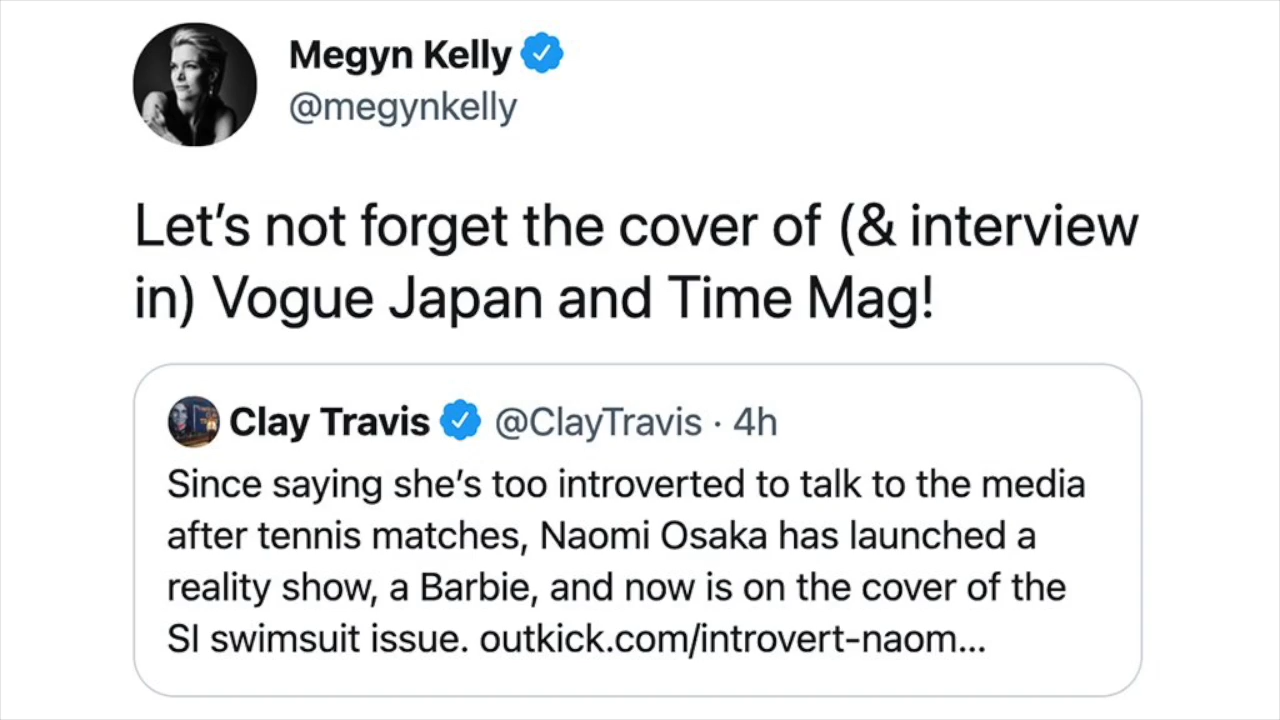 Megyn Kelly
@megynkelly
Let’s not forget the cover of (& interview
in) Vogue Japan and Time Mag!
Clay Travis @ClayTravis · 4h
Since saying she’s too introverted to talk to the media
after tennis matches, Naomi Osaka has launched a
reality show, a Barbie, and now is on the cover of the
SI swimsuit issue. outkick.com/introvert-naom...